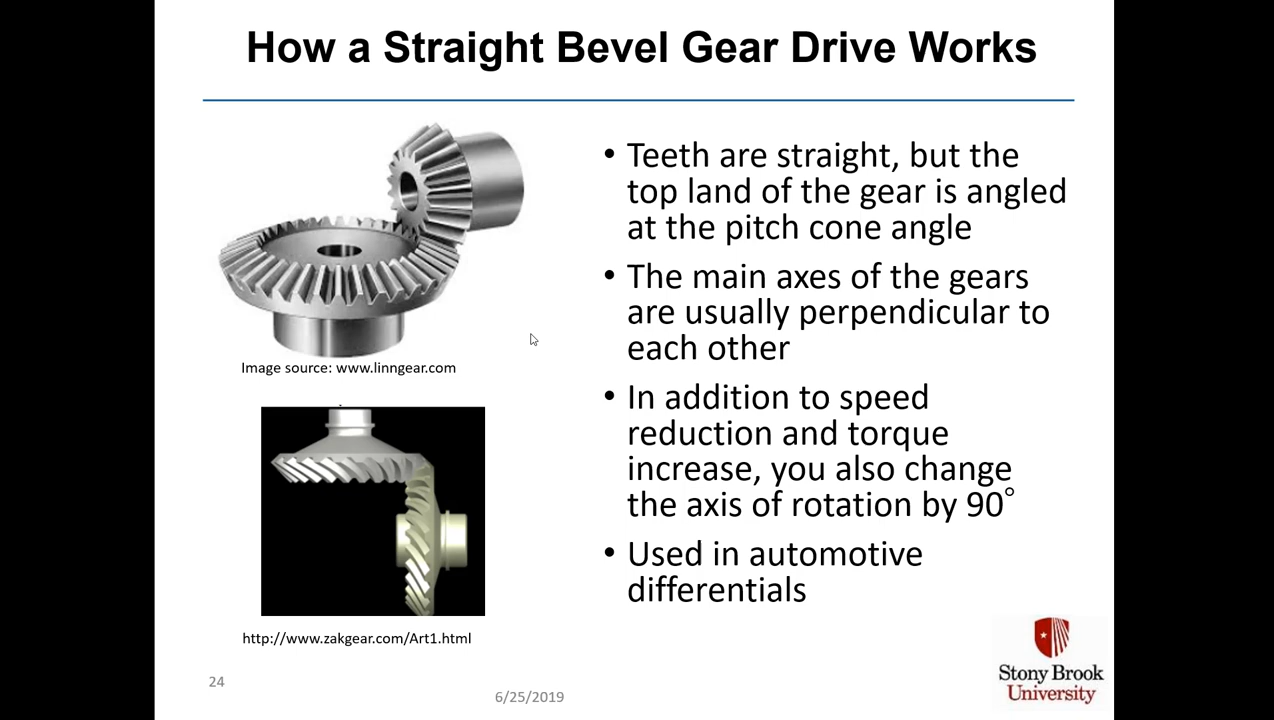 How a Straight Bevel Gear Drive Works
• Teeth are straight, but the
top land of the gear is angled
at the pitch cone angle
• The main axes of the gears
are usually perpendicular to
each other
• In addition to speed
reduction and torque
increase, you also change
the axis of rotation by 90°
• Used in automotive
differentials
Image source: www.linngear.com
http://www.zakgear.com/Art1.html
24
6/25/2019
Stony Brook
University